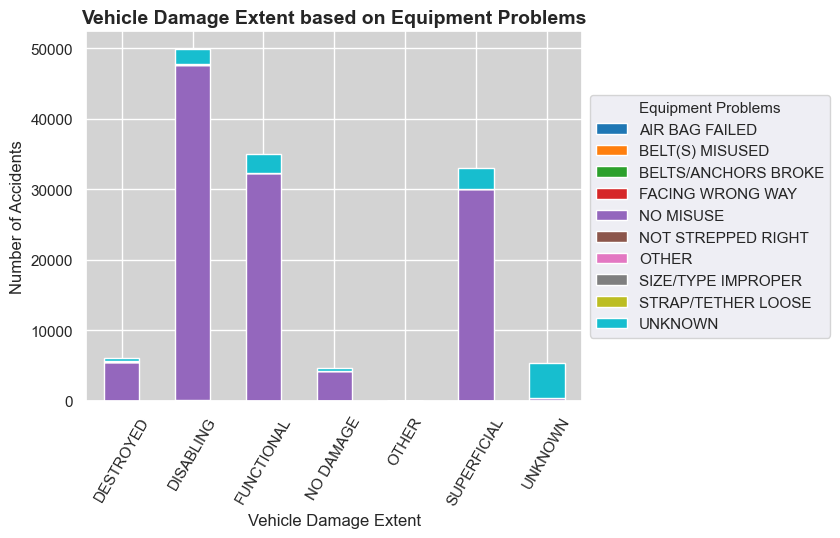 Vehicle Damage Extent based on Equipment Problems
Number of Accidents
50000
40000
30000
20000
10000
0
DESTROYED
DISABLING
FUNCTIONAL
NO DAMAGE
OTHER
SUPERFICIAL
UNKNOWN
Vehicle Damage Extent
Equipment Problems
AIR BAG FAILED
BELT(S) MISUSED
BELTS/ANCHORS BROKE
FACING WRONG WAY
NO MISUSE
NOT STREPPED RIGHT
OTHER
SIZE/TYPE IMPROPER
STRAP/TETHER LOOSE
UNKNOWN